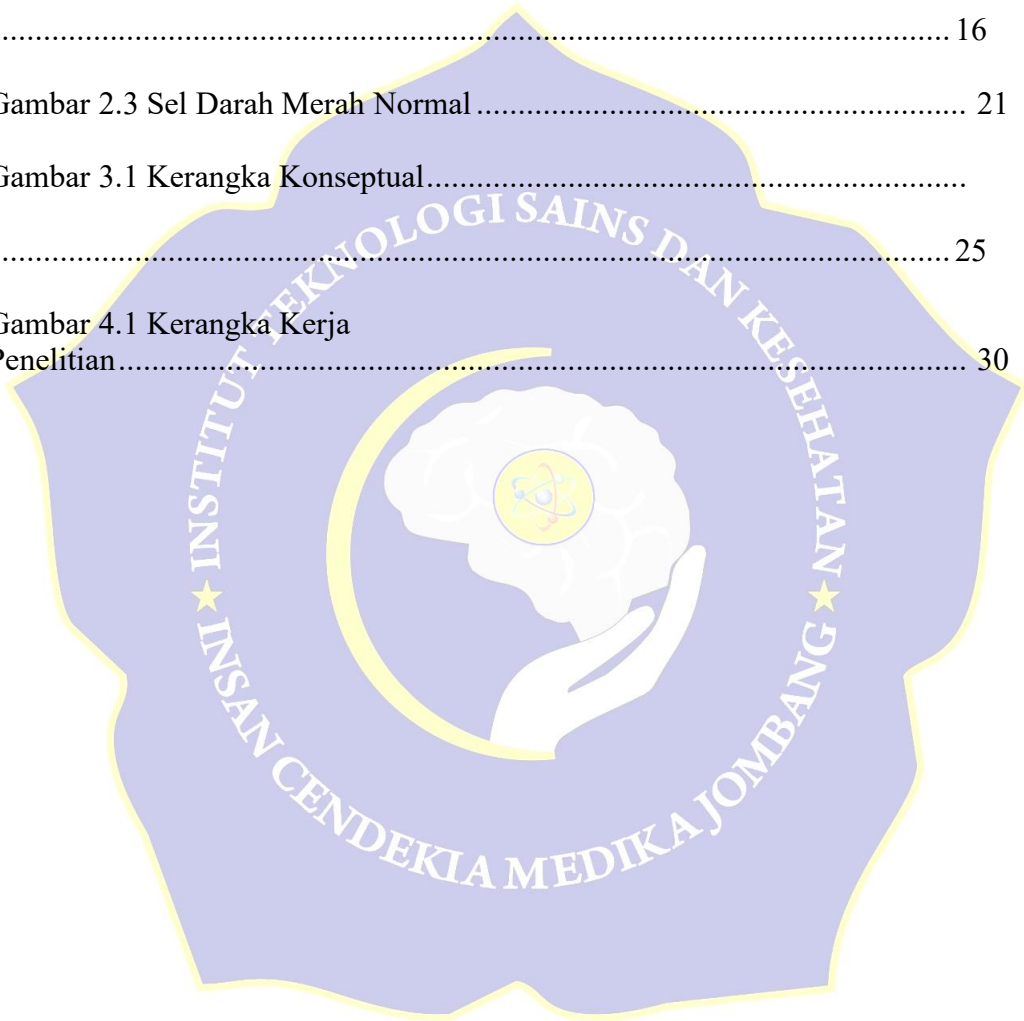 16
Gambar 2.3 Sel Darah Merah Normal 21
Gambar 3.1 Kerangka Konseptual
25
Gambar 4.1 Kerangka Kerja
Penelitian 30
INSTITUT TEKNOLOGI SAINS DAN KESEHATAN
INSAN CENDEKIA MEDIKA JOMBANG